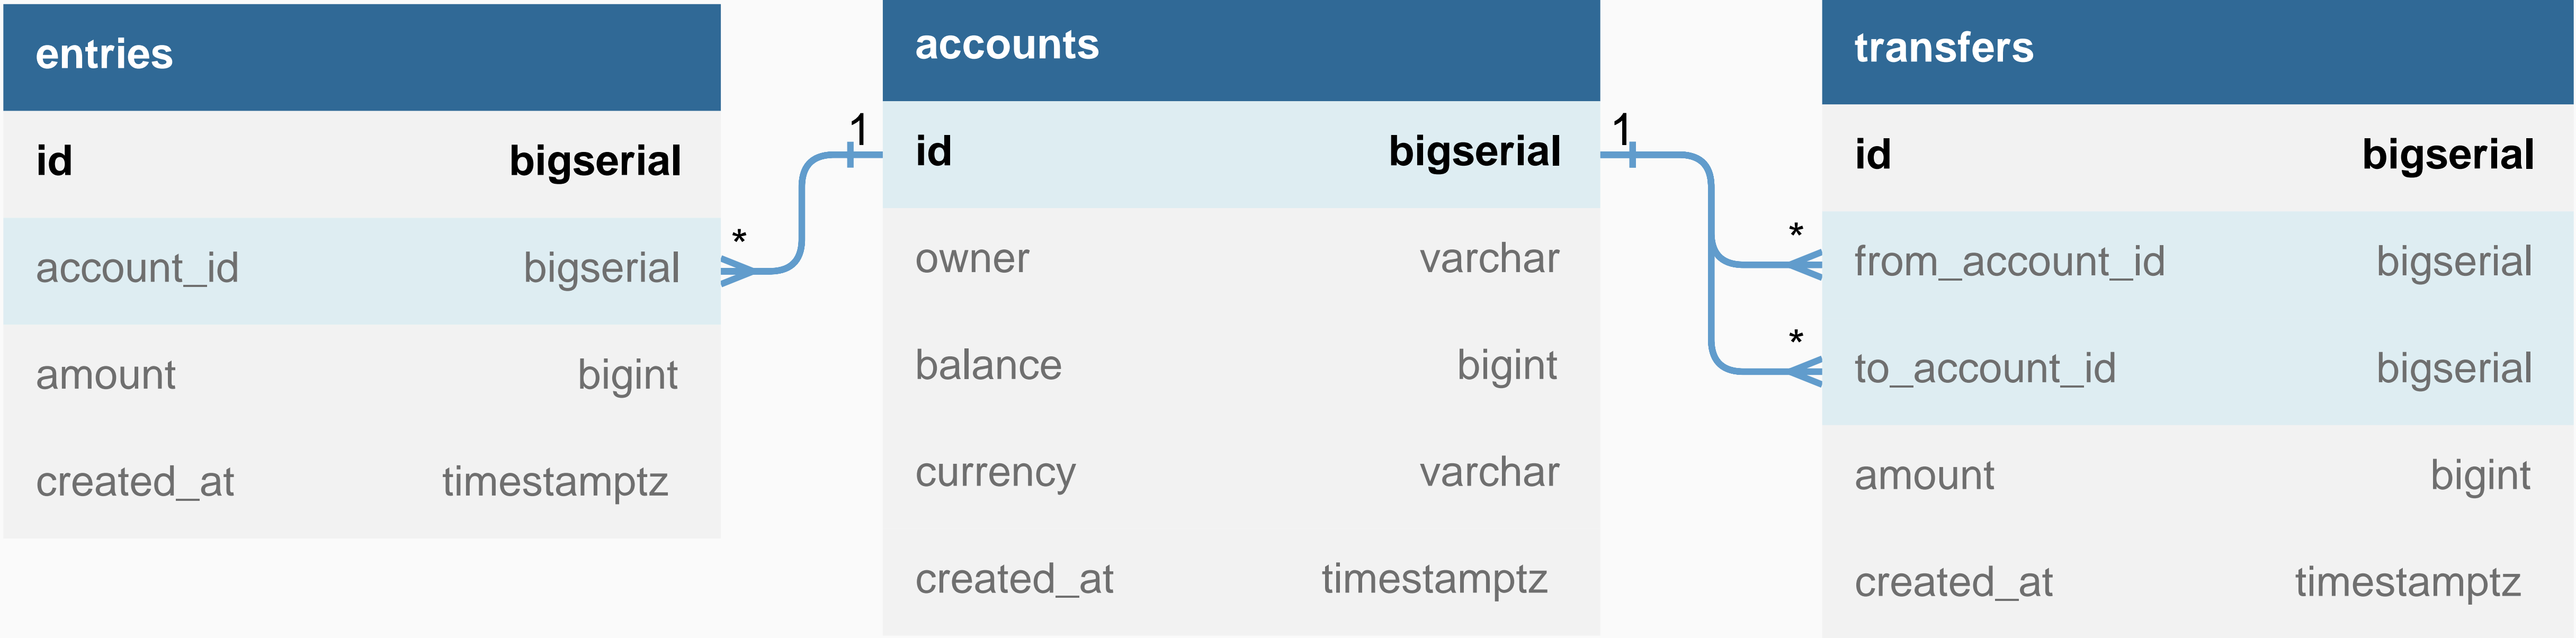 entries
id bigserial
account_id bigserial
amount bigint
created_at timestamptz
1
*
accounts
id bigserial
owner varchar
balance bigint
currency varchar
created_at timestamptz
1
*
*
transfers
id bigserial
from_account_id bigserial
to_account_id bigserial
amount bigint
created_at timestamptz